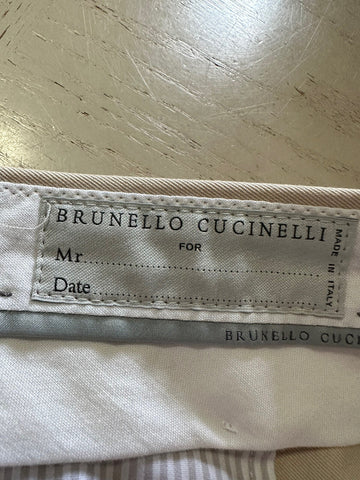 BRUNELLO CUCINELLI
FOR
Mr.
Date
MADE IN ITALY
BRUNELLO CUCI